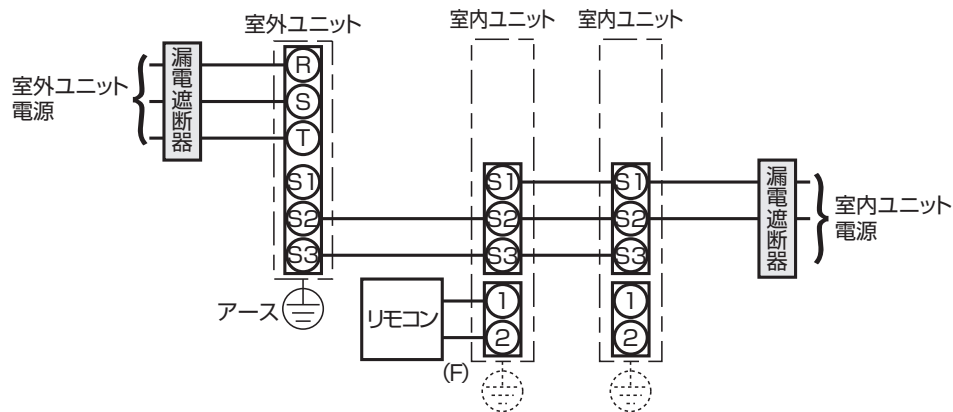 室外ユニット
室内ユニット
室内ユニット
室外ユニット
電源
漏電遮断器
R
S
T
S1
S2
S3
アース
リモコン
(F)
S1
S2
S3
1
2
S1
S2
S3
1
2
漏電遮断器
室内ユニット
電源